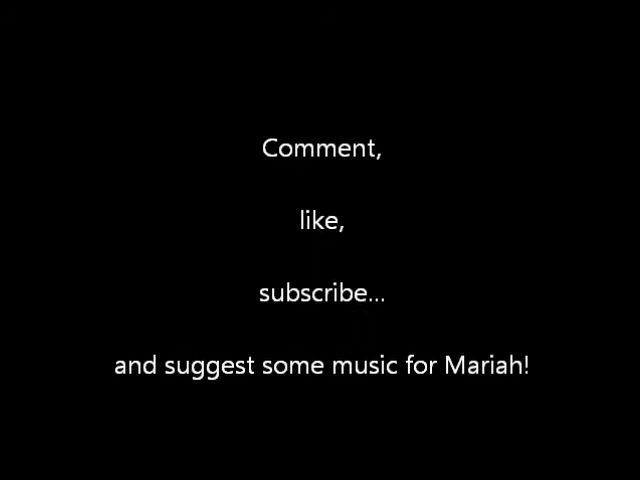 Comment,
like,
subscribe...
and suggest some music for Mariah!